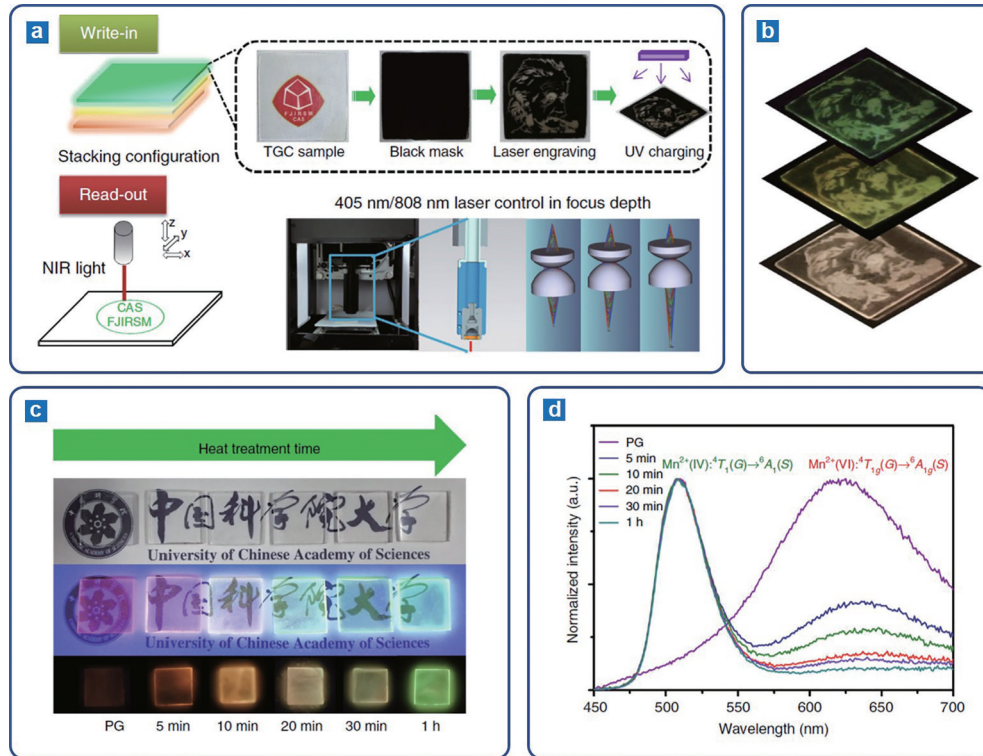 a
Write-in
FJIRSM
CAS
TGC sample
Black mask
Laser engraving
UV charging
Stacking configuration
Read-out
z
y
x
NIR light
CAS
FJIRSM
405 nm/808 nm laser control in focus depth
b
c
Heat treatment time
中国科学院大学
University of Chinese Academy of Sciences
中国科学院大学
University of Chinese Academy of Sciences
PG 5 min 10 min 20 min 30 min 1 h
d
PG
5 min
10 min
20 min
30 min
1 h
Mn²⁺(IV):⁴T₁(G)→⁶A₁(S)
Mn²⁺(VI):⁴T₁g(G)→⁶A₁g(S)
Normalized intensity (a.u.)
450 500 550 600 650 700
Wavelength (nm)